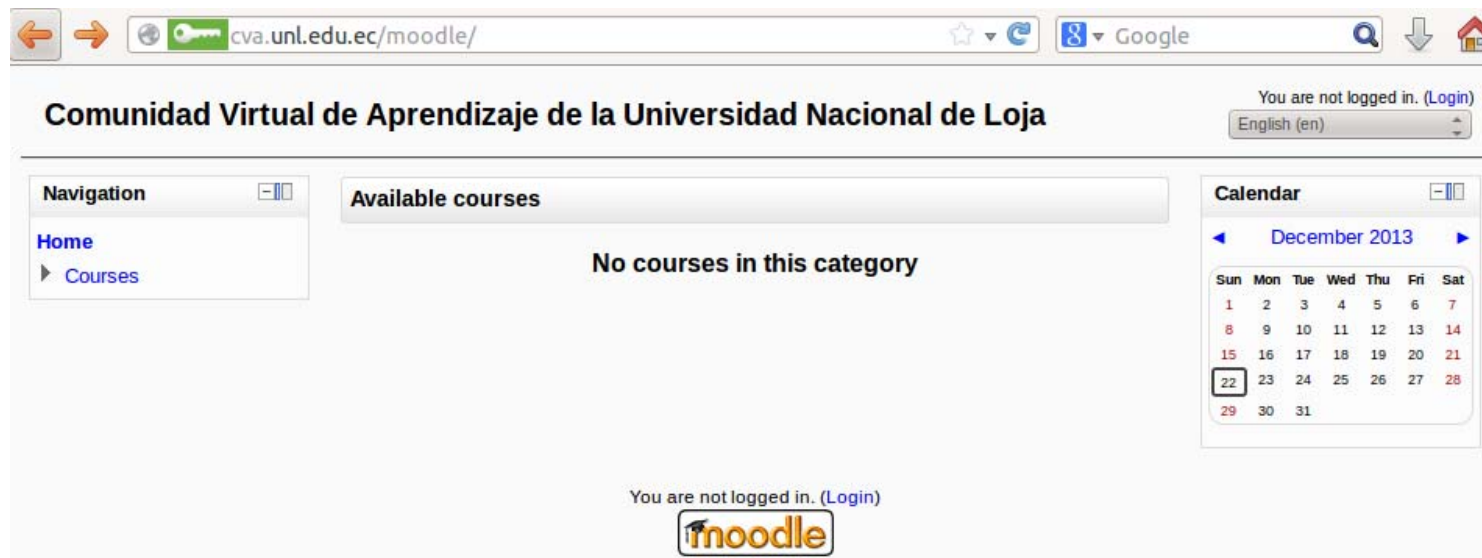 cva.unl.edu.ec/moodle/
8 Google
Comunidad Virtual de Aprendizaje de la Universidad Nacional de Loja
You are not logged in. (Login)
English (en)
Navigation
Home
Courses
Available courses
No courses in this category
Calendar
December 2013
Sun Mon Tue Wed Thu Fri Sat
1 2 3 4 5 6 7
8 9 10 11 12 13 14
15 16 17 18 19 20 21
22 23 24 25 26 27 28
29 30 31
You are not logged in. (Login)
moodle